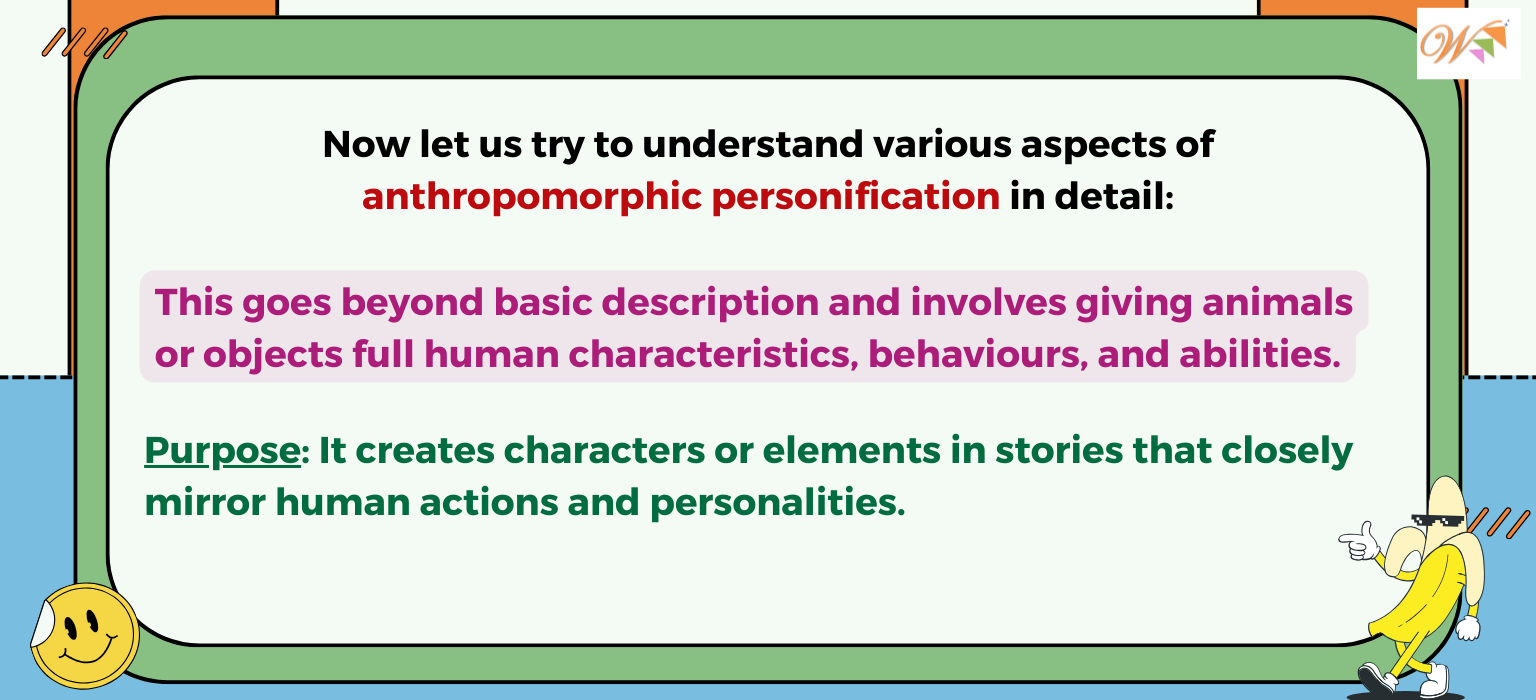 W
Now let us try to understand various aspects of
anthropomorphic personification in detail:
This goes beyond basic description and involves giving animals
or objects full human characteristics, behaviours, and abilities.
Purpose: It creates characters or elements in stories that closely
mirror human actions and personalities.